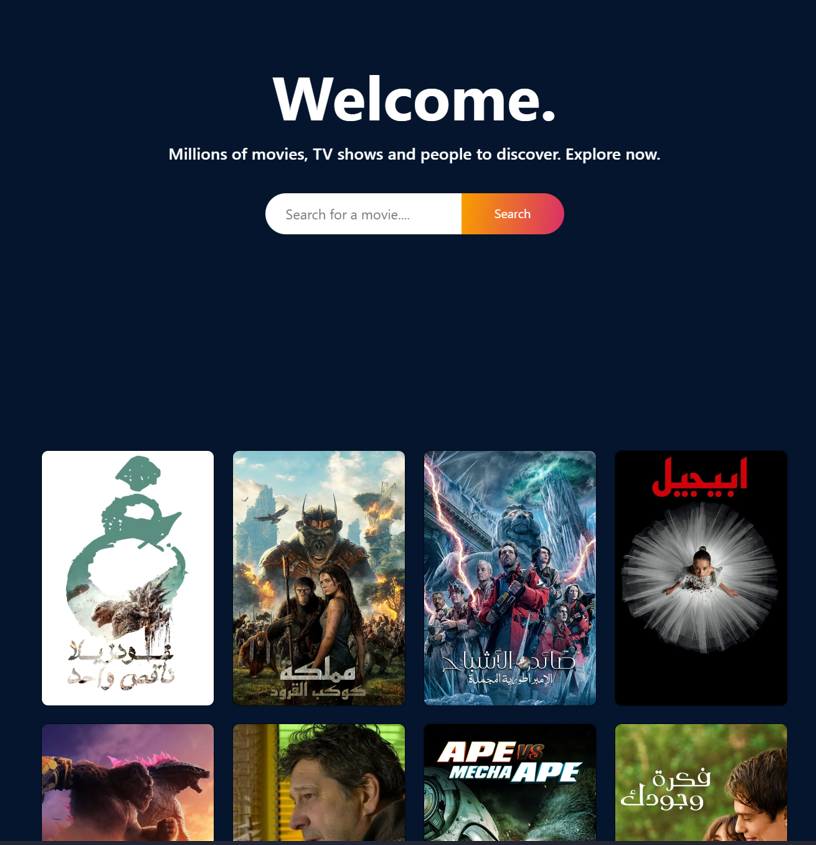 Welcome.
Millions of movies, TV shows and people to discover. Explore now.
Search for a movie....
Search
غودزيلا
ناقص واحد
مملكة
كوكب القرود
صائدو الأشباح
الإمبراطورية المجمدة
ابيجيل
APE VS
MECHA APE
فكرة
وجودك